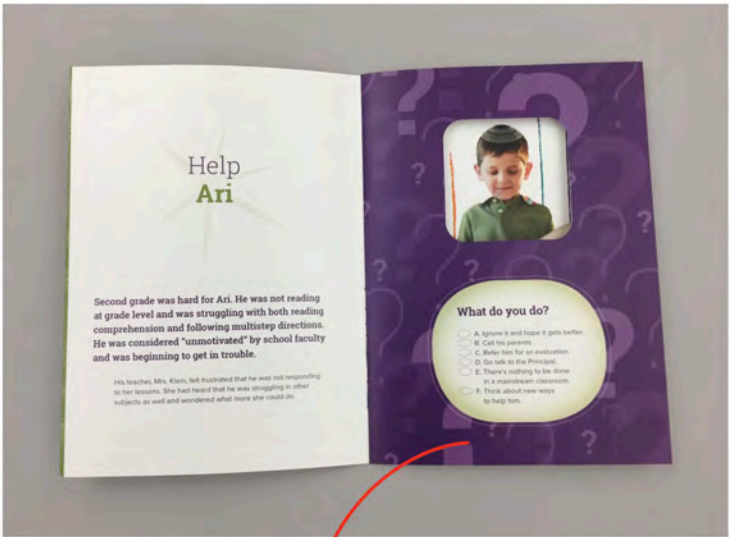 Help
Ari
Second grade was hard for Ari. He was not reading
at grade level and was struggling with both reading
comprehension and following multistep directions.
He was considered "unmotivated" by school faculty
and was beginning to get in trouble.
His teacher, Mrs. Klein, felt frustrated that he was not responding
to her lessons. She had heard that he was struggling in other
subjects as well and wondered what more she could do.
What do you do?
A. Ignore it and hope it gets better.
B. Call his parents.
C. Refer him for an evaluation.
D. Go talk to the Principal.
E. There's nothing to be done
in a mainstream classroom.
F. Think about new ways
to help him.